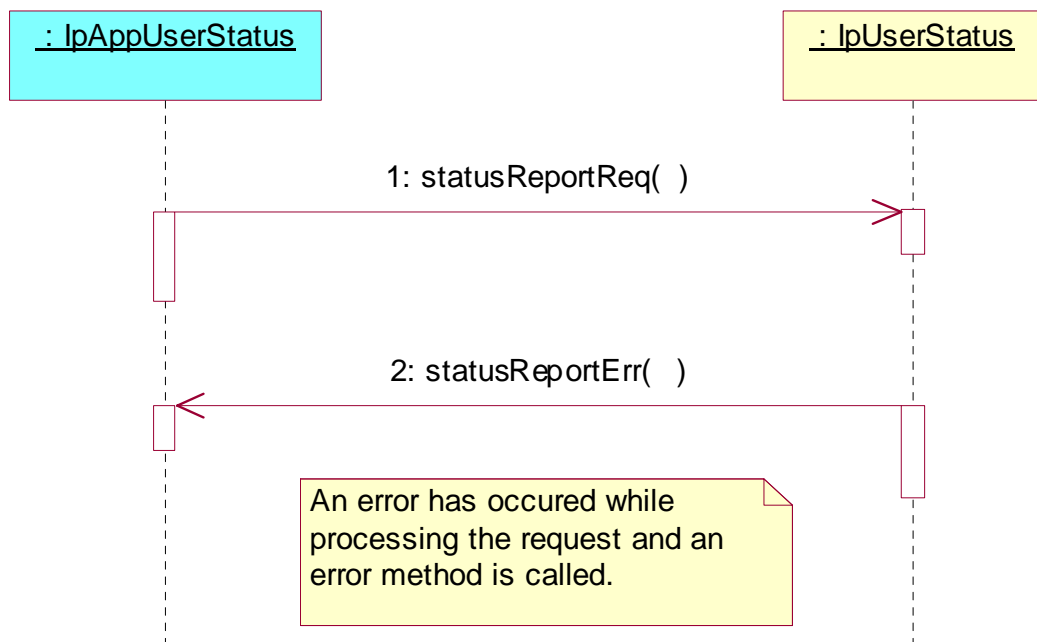 : IpAppUserStatus
: IpUserStatus
1: statusReportReq( )
2: statusReportErr( )
An error has occured while
processing the request and an
error method is called.